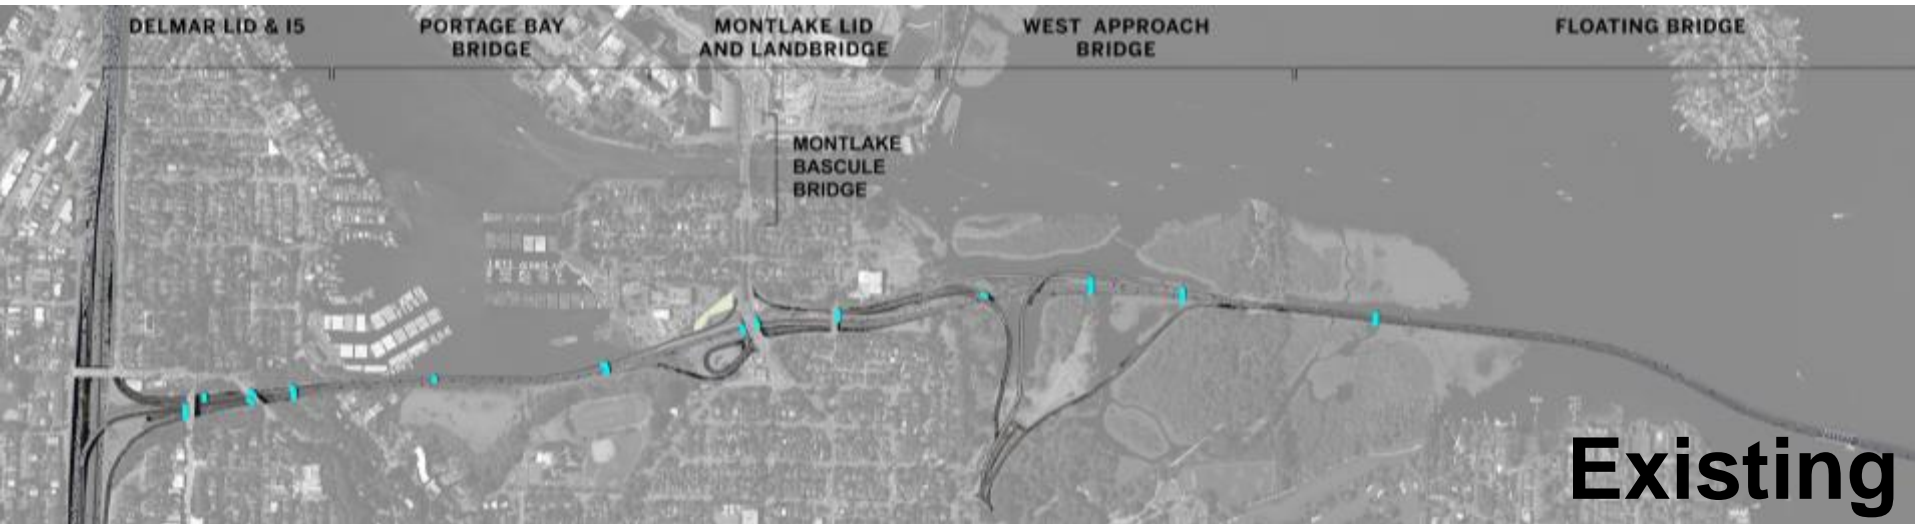 DELMAR LID & I5
PORTAGE BAY
BRIDGE
MONTLAKE LID
AND LANDBRIDGE
WEST APPROACH
BRIDGE
FLOATING BRIDGE
MONTLAKE
BASCULE
BRIDGE
Existing